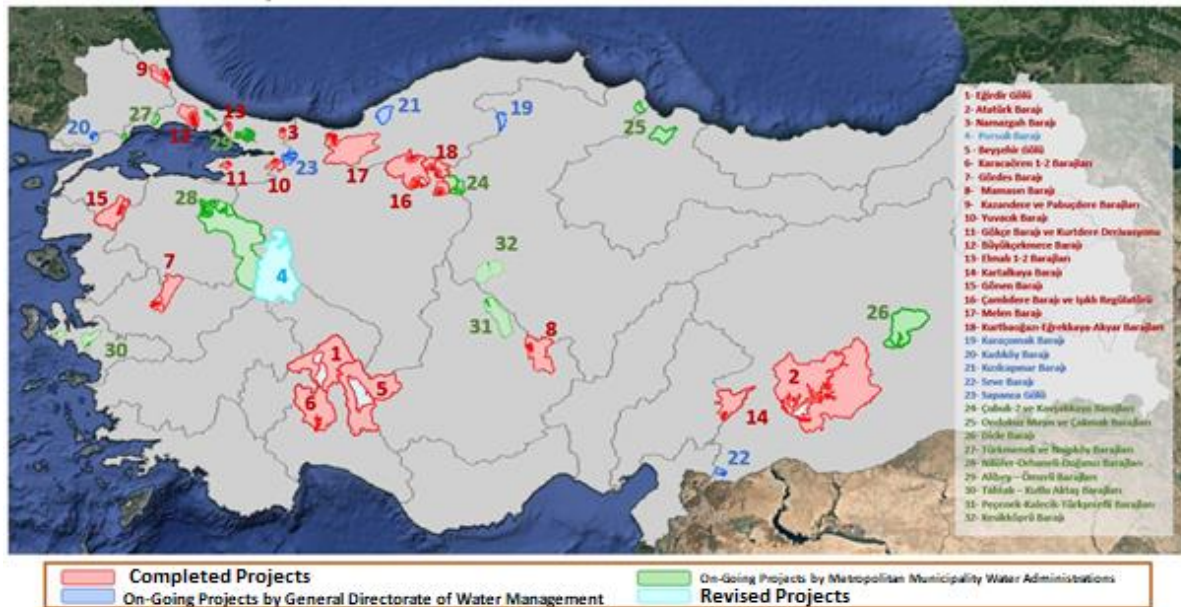 9
27
13
12
29
3
20
21
19
25
23
11
10
17
18
16
24
15
28
32
7
4
31
8
26
30
1
5
6
2
14
22
1- Eğirdir Gölü
2- Atatürk Barajı
3- Namazgah Barajı
4- Porsuk Barajı
5- Beyşehir Gölü
6- Karacaören 1-2 Barajları
7- Gördes Barajı
8- Mamasın Barajı
9- Kazandere ve Pabuçdere Barajları
10- Yuvacık Barajı
11- Gökçe Barajı ve Kurtdere Derivasyonu
12- Büyükçekmece Barajı
13- Elmalı 1-2 Barajları
14- Kartalkaya Barajı
15- Gönen Barajı
16- Çamlıdere Barajı ve Işıklı Regülatörü
17- Melen Barajı
18- Kurtboğazı-Eğrekkaya-Akyar Barajları
19- Karaçomak Barajı
20- Kadıköy Barajı
21- Kızılcapınar Barajı
22- Seve Barajı
23- Sapanca Gölü
24- Çubuk 2 ve Kavşakkaya Barajları
25- Ondokuz Mayıs ve Çakmak Barajları
26- Dicle Barajı
27- Türkmenli ve Naipköy Barajları
28- Nilüfer-Orhaneli-Doğancı Barajları
29- Alibey – Ömerli Barajları
30- Tahtalı – Kutlu Aktaş Barajları
31- Peçenek-Kalecik-Türkşerefli Barajları
32- Kesikköprü Barajı
Completed Projects
On-Going Projects by Metropolitan Municipality Water Administrations
On-Going Projects by General Directorate of Water Management
Revised Projects